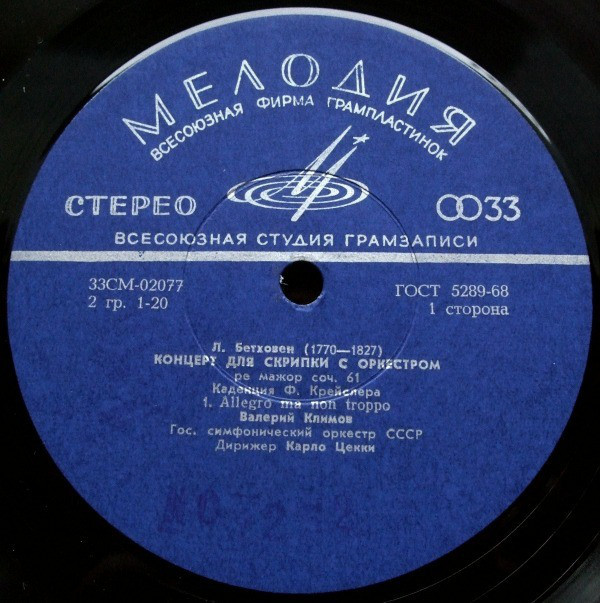 МЕЛОДИЯ
ВСЕСОЮЗНАЯ ФИРМА ГРАМПЛАСТИНОК
СТЕРЕО
33
ВСЕСОЮЗНАЯ СТУДИЯ ГРАМЗАПИСИ
33СМ-02077
ГОСТ 5289-68
2 гр. 1-20
1 сторона
Л. Бетховен (1770—1827)
КОНЦЕРТ ДЛЯ СКРИПКИ С ОРКЕСТРОМ
ре мажор соч. 61
Каденция Ф. Крейслера
1. Allegro ma non troppo
Валерий Климов
Гос. симфонический оркестр СССР
Дирижер Карло Цекки